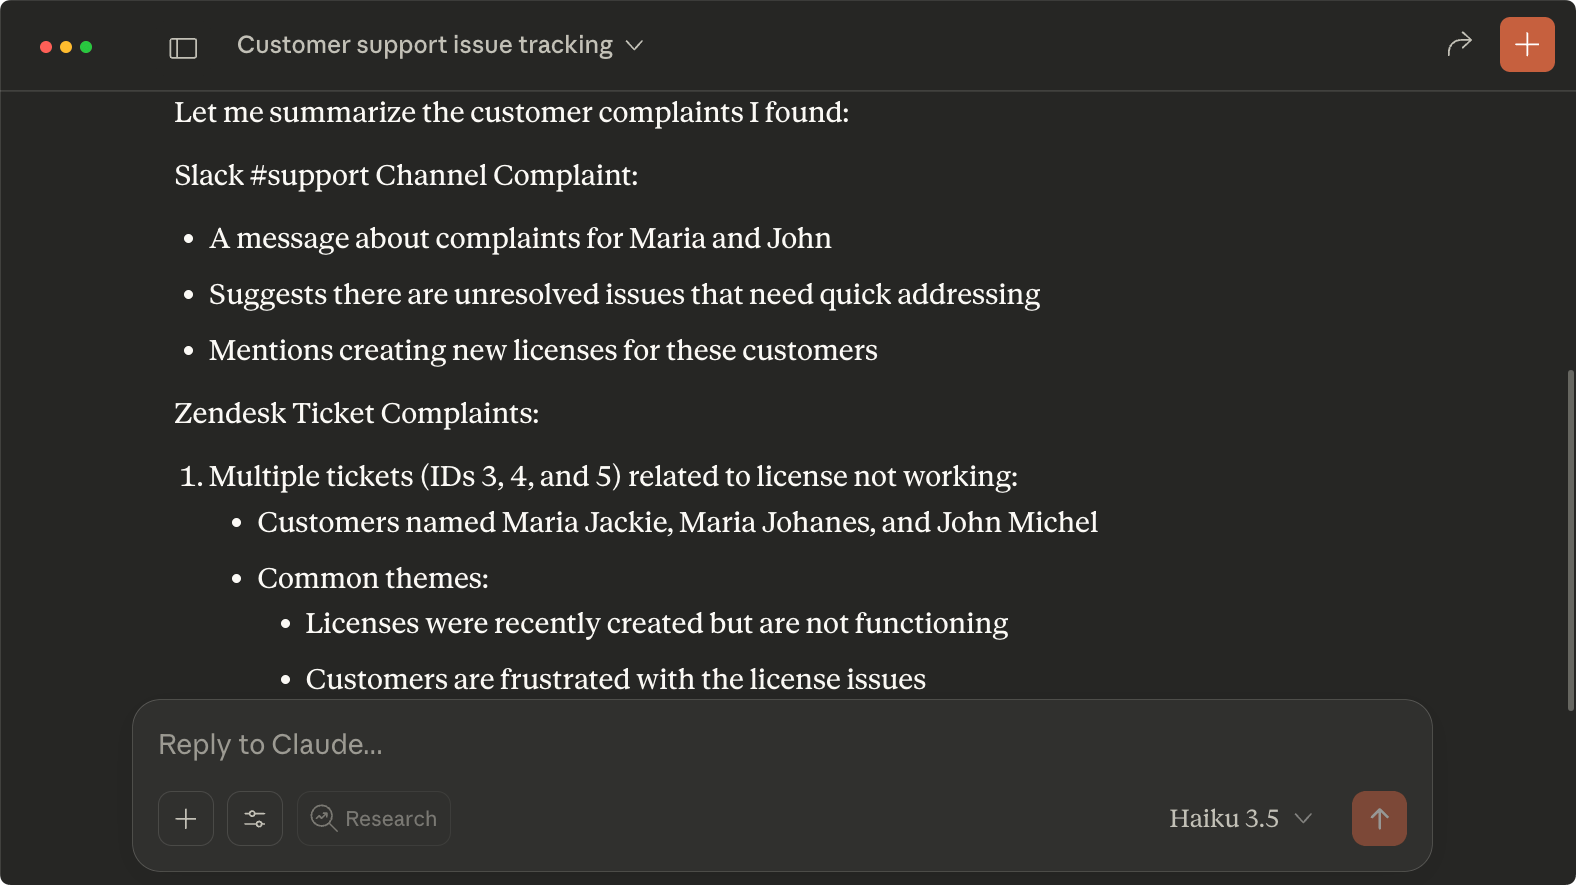 Customer support issue tracking
Let me summarize the customer complaints I found:
Slack #support Channel Complaint:
• A message about complaints for Maria and John
• Suggests there are unresolved issues that need quick addressing
• Mentions creating new licenses for these customers
Zendesk Ticket Complaints:
1. Multiple tickets (IDs 3, 4, and 5) related to license not working:
• Customers named Maria Jackie, Maria Johanes, and John Michel
• Common themes:
• Licenses were recently created but are not functioning
• Customers are frustrated with the license issues
Reply to Claude...
Research
Haiku 3.5